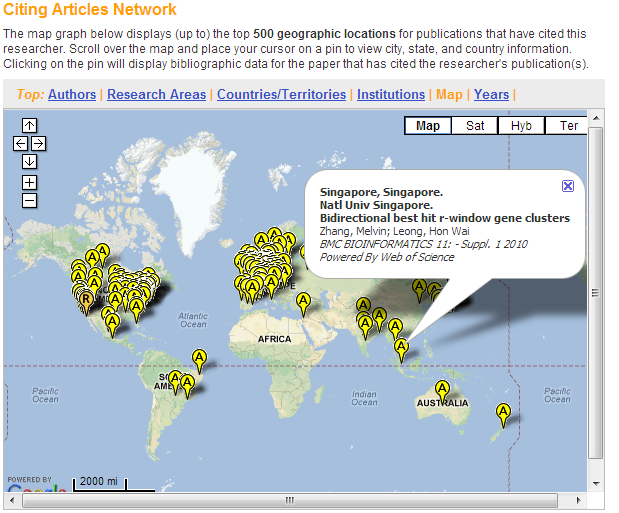 Citing Articles Network
The map graph below displays (up to) the top 500 geographic locations for publications that have cited this
researcher. Scroll over the map and place your cursor on a pin to view city, state, and country information.
Clicking on the pin will display bibliographic data for the paper that has cited the researcher's publication(s).
Top: Authors | Research Areas | Countries/Territories | Institutions | Map | Years |
Map Sat Hyb Ter
Singapore, Singapore.
Natl Univ Singapore.
Bidirectional best hit r-window gene clusters
Zhang, Melvin; Leong, Hon Wai
BMC BIOINFORMATICS 11: - Suppl. 1 2010
Powered By Web of Science
R
Atlantic
Ocean
AFRICA
Pacific
Ocean
Indian
Ocean
AUSTRALIA
Pacific
Ocean
POWERED BY
Google
2000 mi